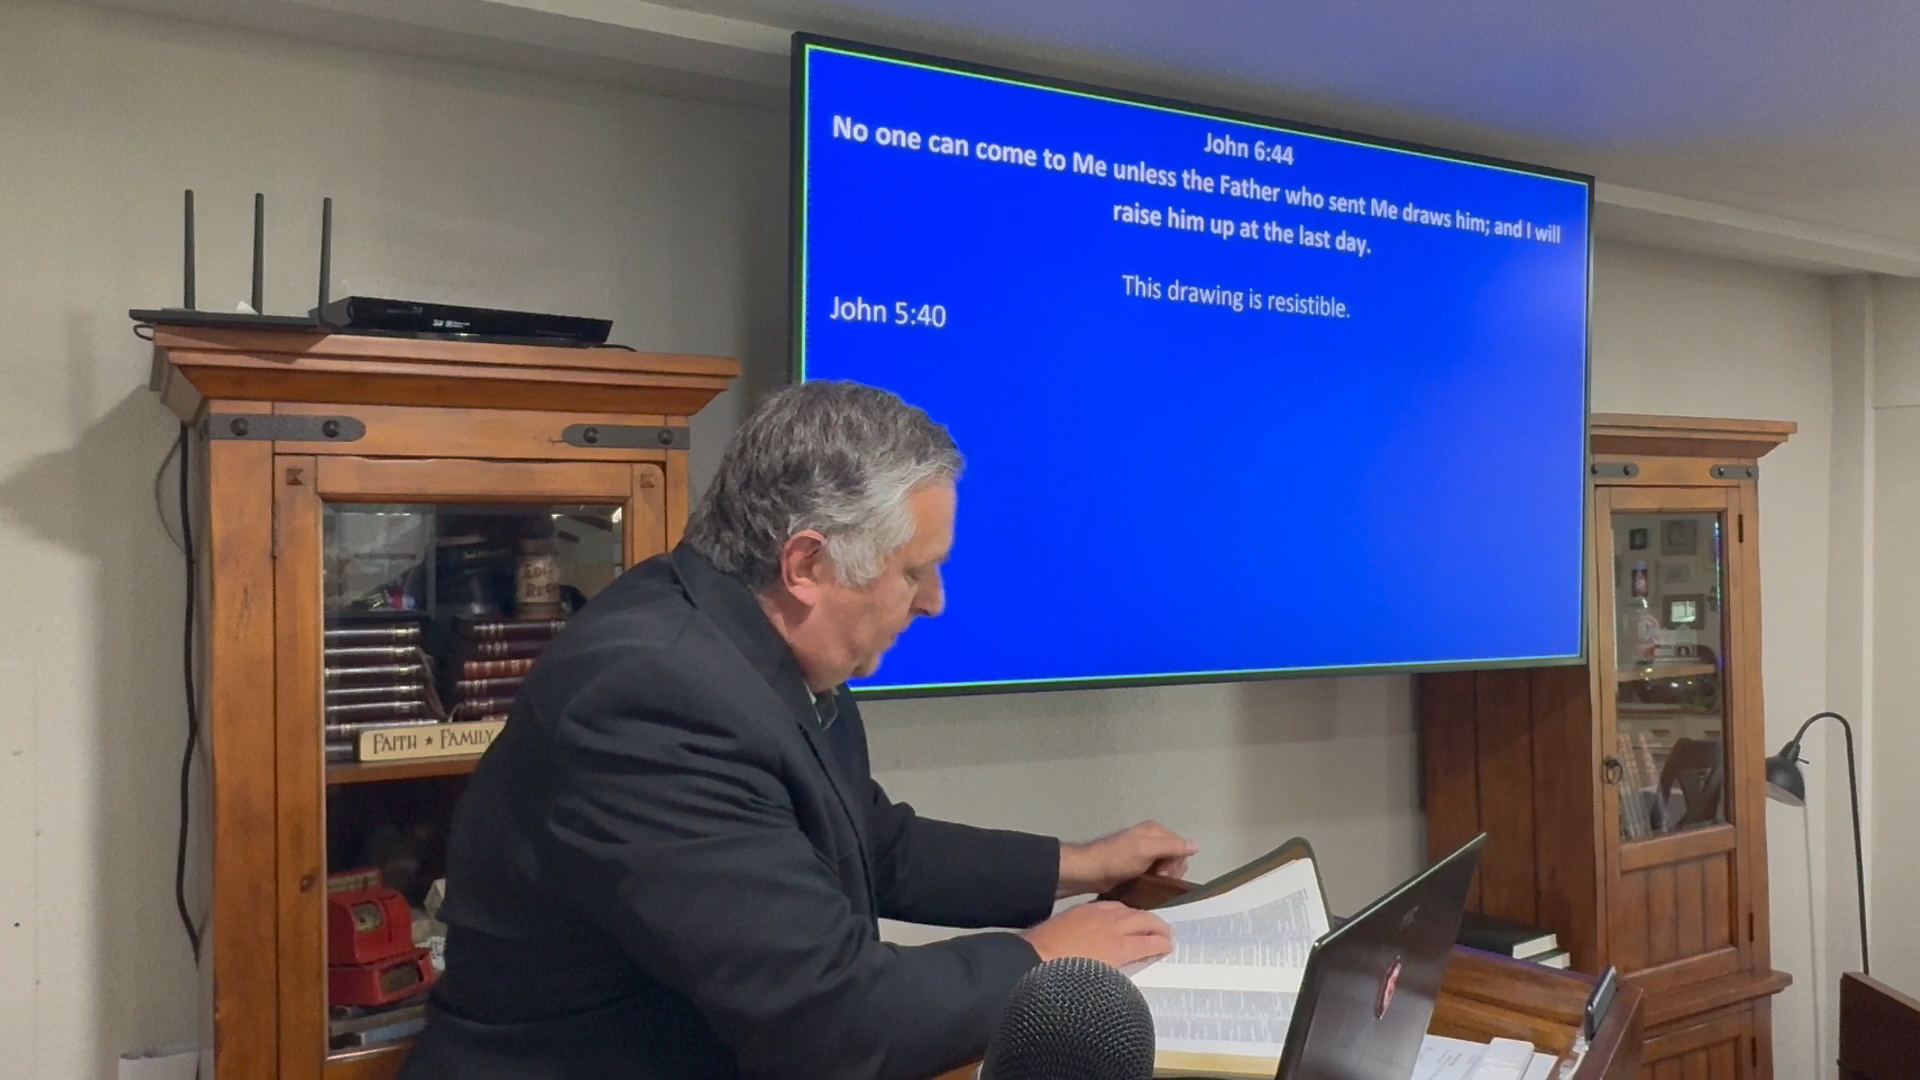 John 6:44
No one can come to Me unless the Father who sent Me draws him; and I will
raise him up at the last day.
This drawing is resistible.
John 5:40
FAITH ★ FAMILY